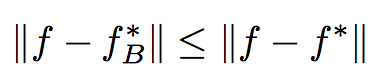 ‖f − f*_B‖ ≤ ‖f − f*‖